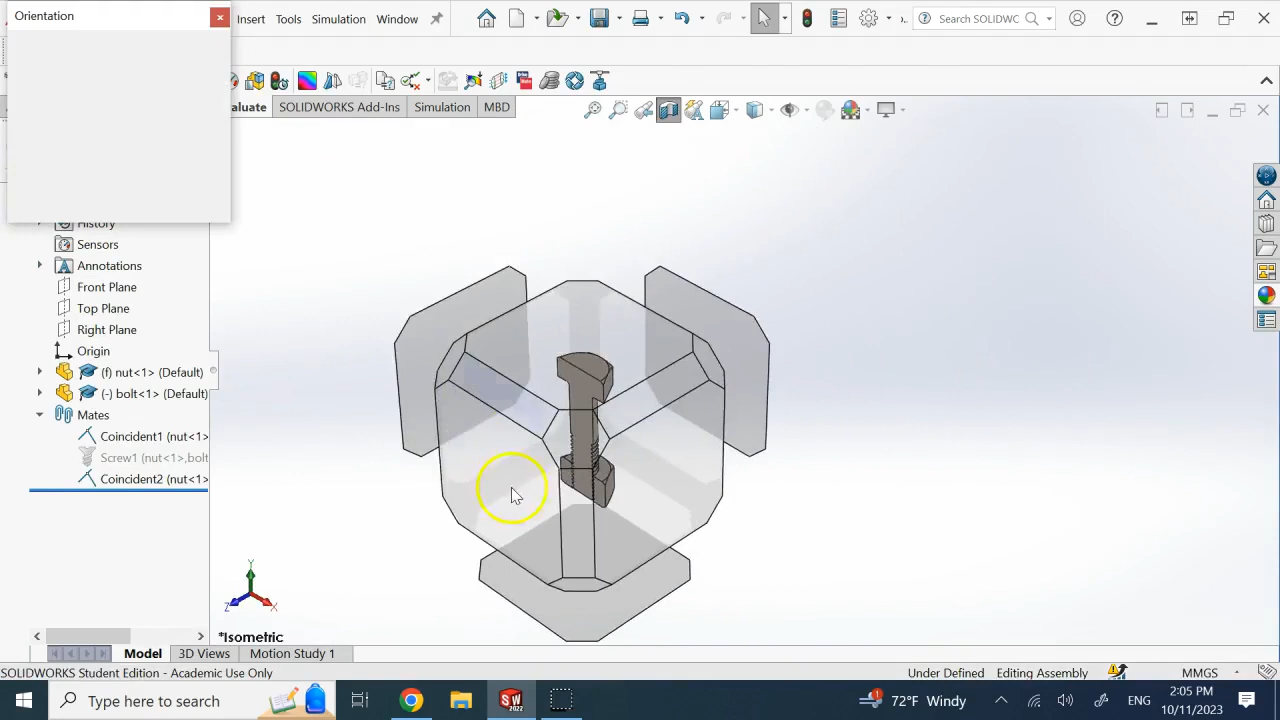 Orientation
Insert Tools Simulation Window
Search SOLIDWC
aluate SOLIDWORKS Add-Ins Simulation MBD
History
Sensors
Annotations
Front Plane
Top Plane
Right Plane
Origin
(f) nut<1> (Default)
(-) bolt<1> (Default)
Mates
Coincident1 (nut<1>
Screw1 (nut<1>,bolt
Coincident2 (nut<1>
Y
Z X
*Isometric
Model 3D Views Motion Study 1
SOLIDWORKS Student Edition - Academic Use Only Under Defined Editing Assembly MMGS
Type here to search SW 2022 1 72°F Windy ENG 2:05 PM
10/11/2023